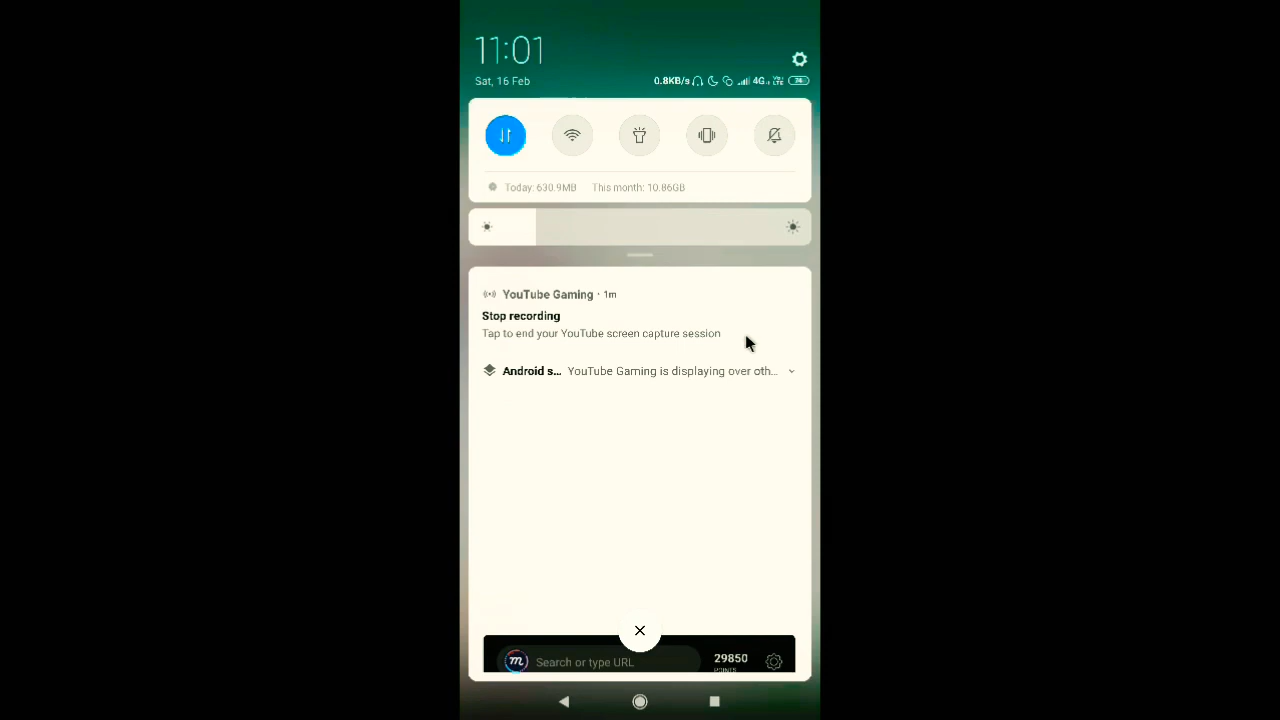 11:01
Sat, 16 Feb
0.8KB/s 4G
Today: 630.9MB This month: 10.86GB
YouTube Gaming · 1m
Stop recording
Tap to end your YouTube screen capture session
Android s... YouTube Gaming is displaying over oth...
m Search or type URL 29850
POINTS